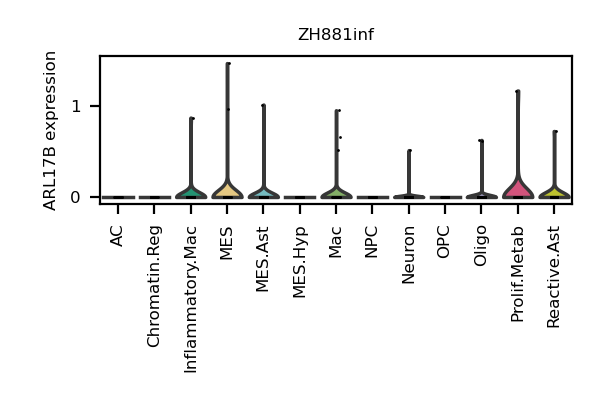 ZH881inf
ARL17B expression
1
0
AC
Chromatin.Reg
Inflammatory.Mac
MES
MES.Ast
MES.Hyp
Mac
NPC
Neuron
OPC
Oligo
Prolif.Metab
Reactive.Ast